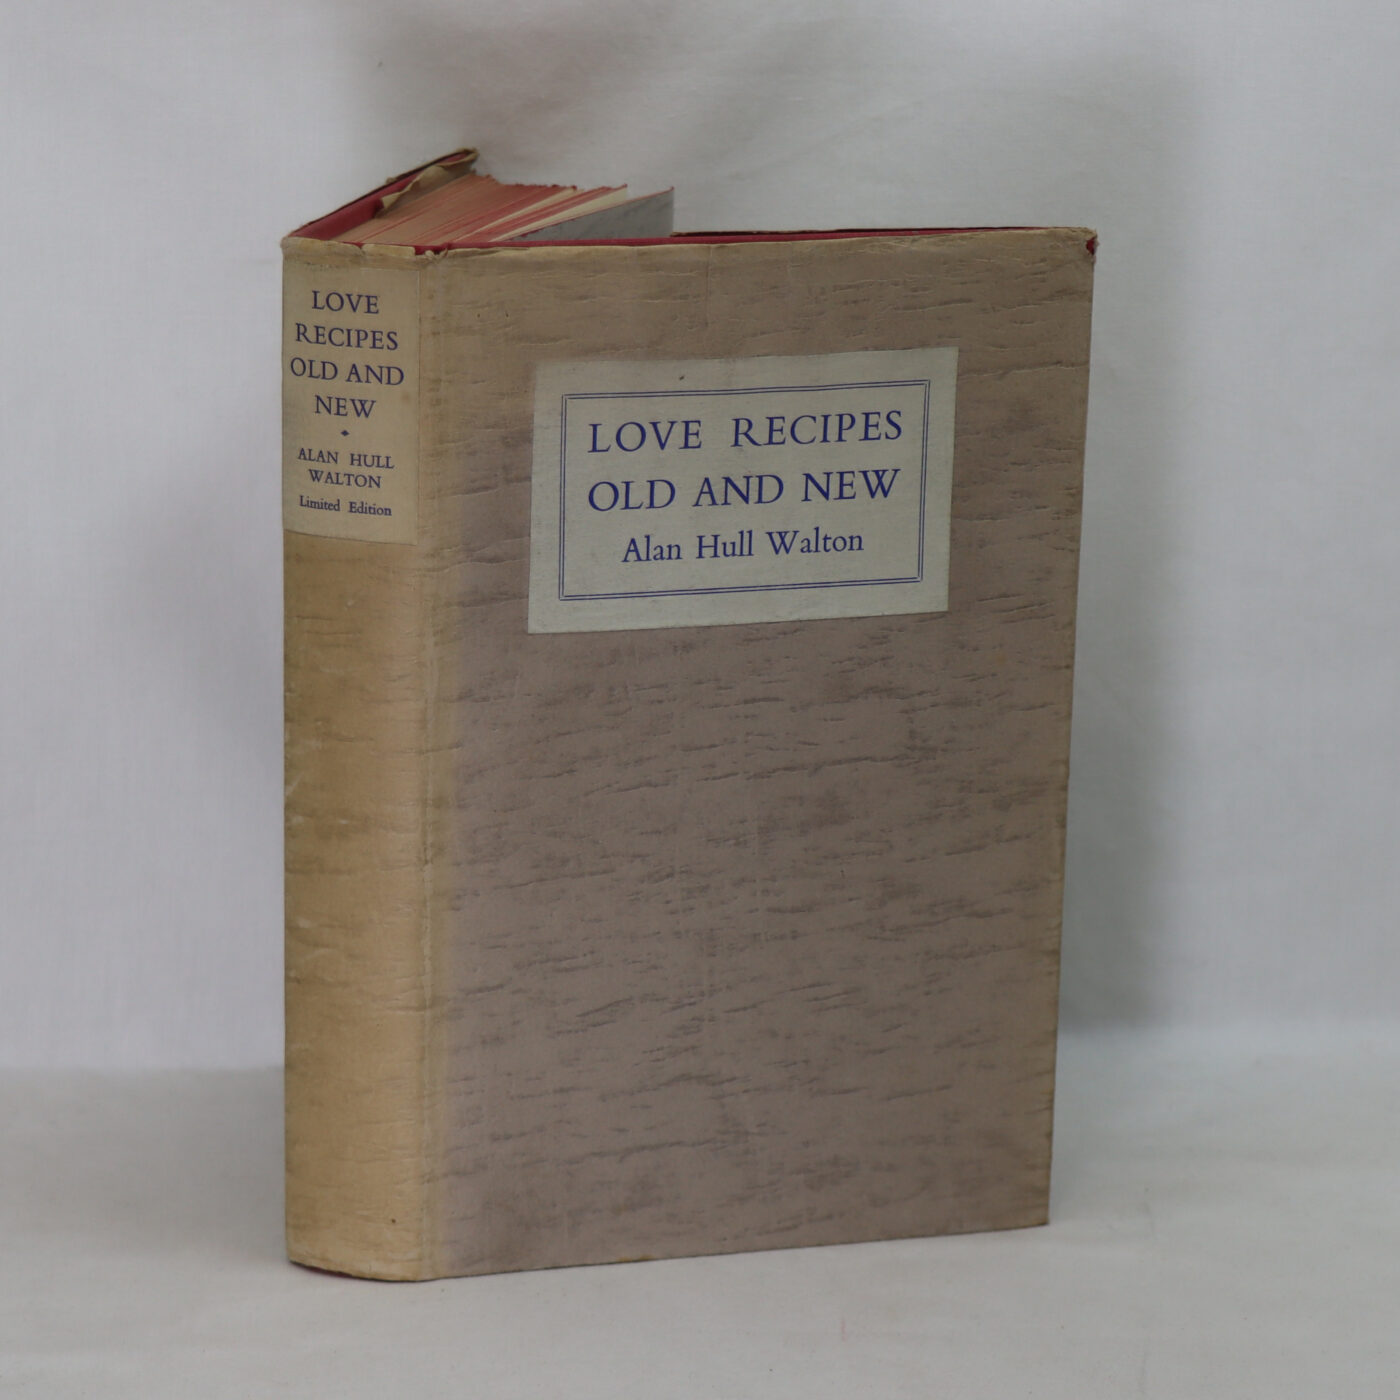 LOVE
RECIPES
OLD AND
NEW
ALAN HULL
WALTON
Limited Edition
LOVE RECIPES
OLD AND NEW
Alan Hull Walton